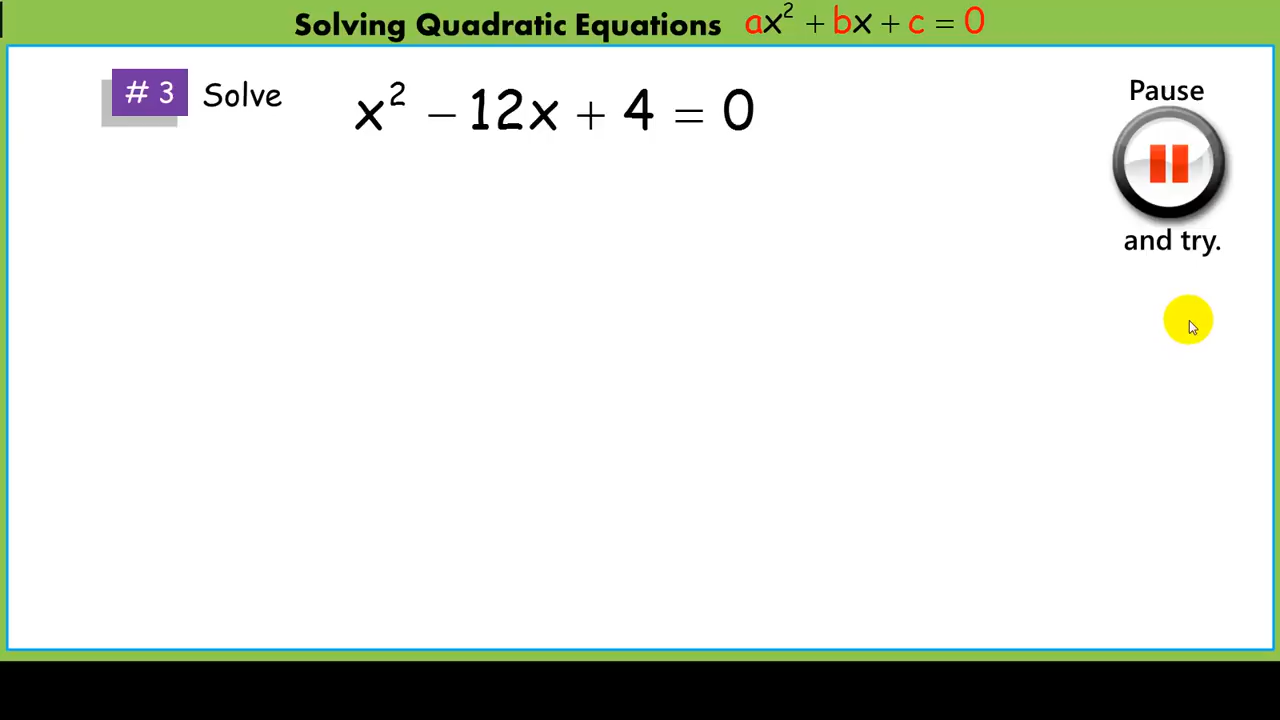 Solving Quadratic Equations ax² + bx + c = 0
# 3 Solve x² − 12x + 4 = 0
Pause
and try.